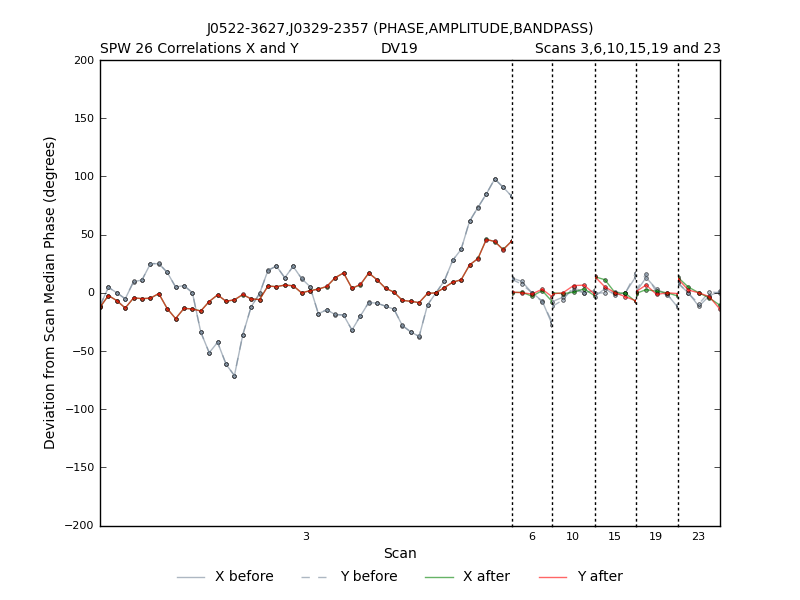 J0522-3627,J0329-2357 (PHASE,AMPLITUDE,BANDPASS)
SPW 26 Correlations X and Y DV19 Scans 3,6,10,15,19 and 23
200
150
100
50
0
−50
−100
−150
−200
Deviation from Scan Median Phase (degrees)
3 6 10 15 19 23
Scan
X before Y before X after Y after